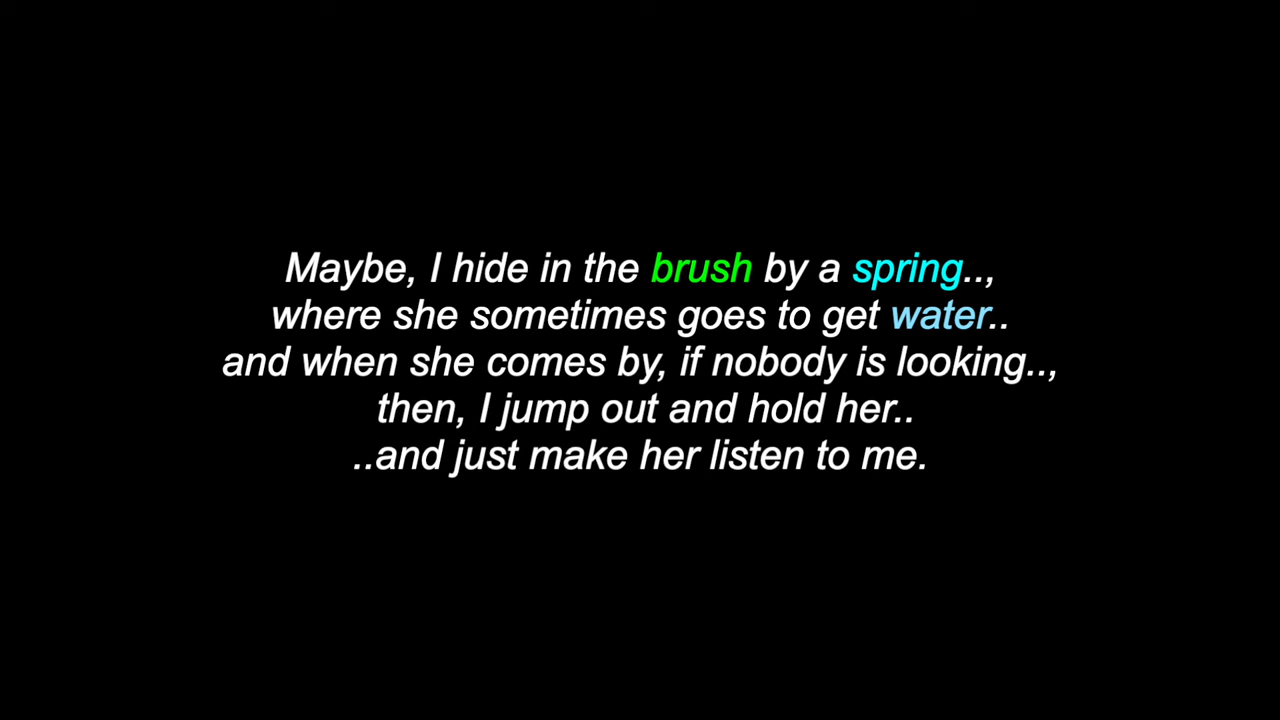 Maybe, I hide in the brush by a spring..,
where she sometimes goes to get water..
and when she comes by, if nobody is looking..,
then, I jump out and hold her..
..and just make her listen to me.